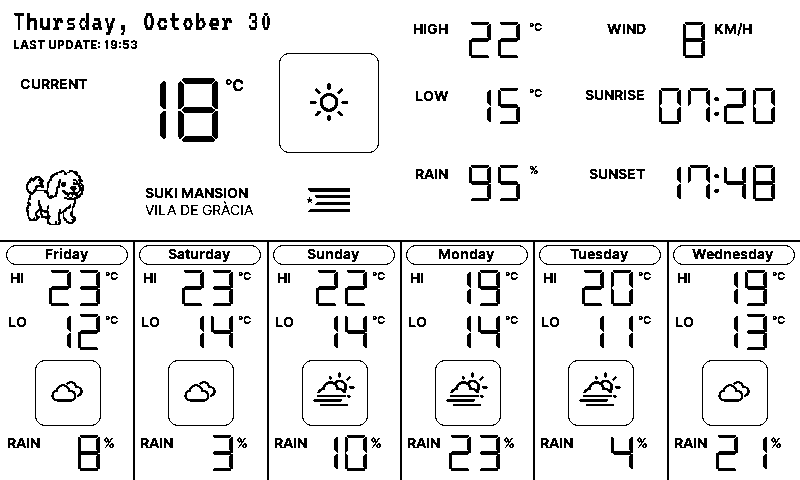 Thursday, October 30
LAST UPDATE: 19:53
CURRENT 18 °C
SUKI MANSION
VILA DE GRÀCIA
HIGH 22 °C
LOW 15 °C
RAIN 95 %
WIND 8 KM/H
SUNRISE 07:20
SUNSET 17:48
Friday
HI 23 °C
LO 12 °C
RAIN 8 %
Saturday
HI 23 °C
LO 14 °C
RAIN 3 %
Sunday
HI 22 °C
LO 14 °C
RAIN 10 %
Monday
HI 19 °C
LO 14 °C
RAIN 23 %
Tuesday
HI 20 °C
LO 11 °C
RAIN 4 %
Wednesday
HI 19 °C
LO 13 °C
RAIN 21 %